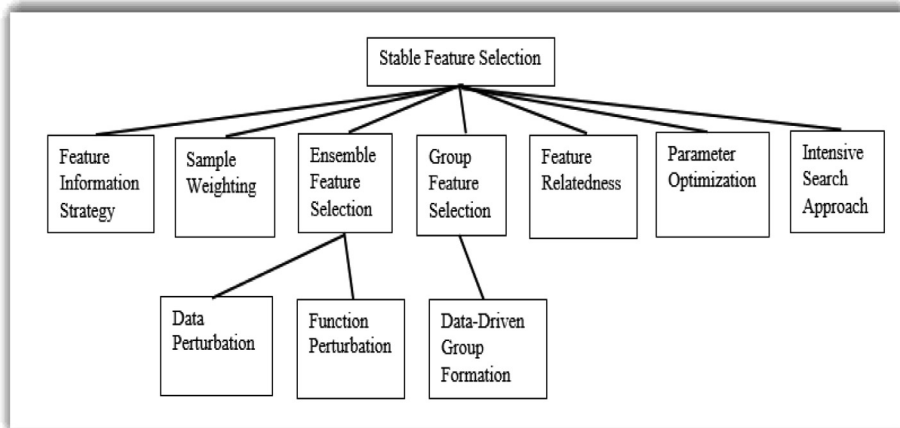 Stable Feature Selection
Feature
Information
Strategy
Sample
Weighting
Ensemble
Feature
Selection
Group
Feature
Selection
Feature
Relatedness
Parameter
Optimization
Intensive
Search
Approach
Data
Perturbation
Function
Perturbation
Data-Driven
Group
Formation